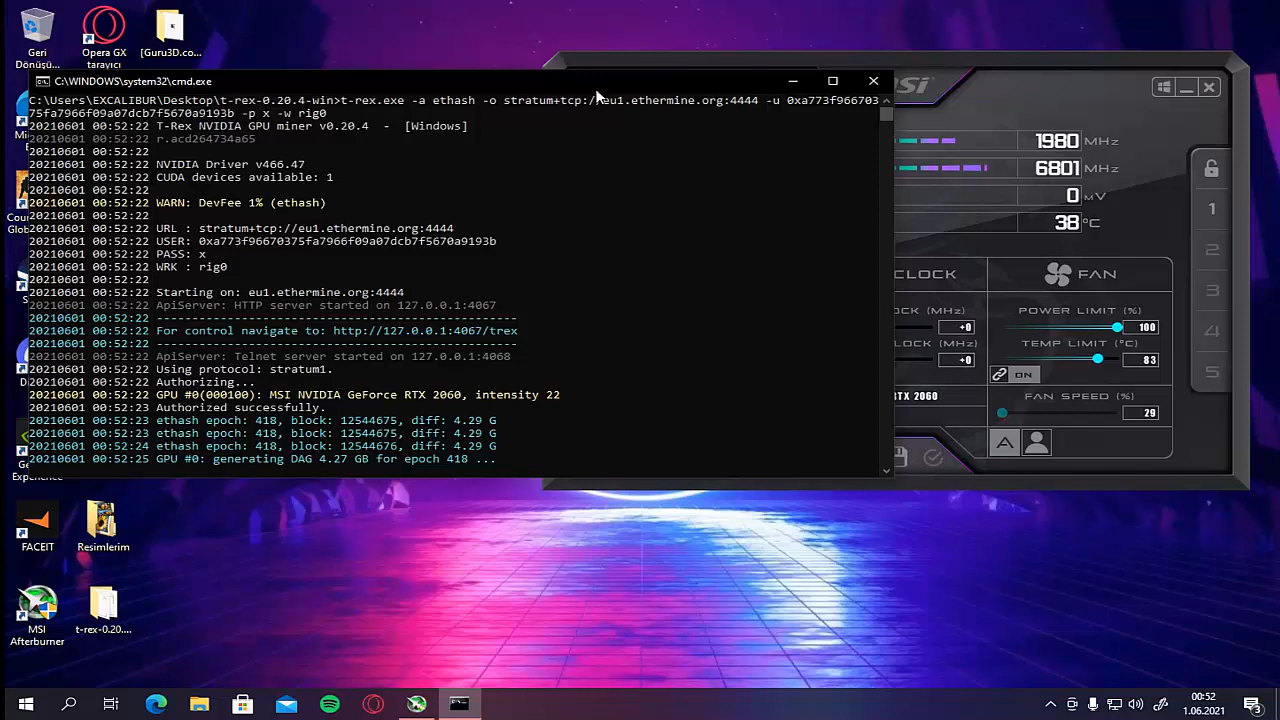 Geri
Dönüşü...
Opera GX
tarayıcı
[Guru3D.co...
C:\WINDOWS\system32\cmd.exe
C:\Users\EXCALIBUR\Desktop\t-rex-0.20.4-win>t-rex.exe -a ethash -o stratum+tcp://eu1.ethermine.org:4444 -u 0xa773f966703
75fa7966f09a07dcb7f5670a9193b -p x -w rig0
20210601 00:52:22 T-Rex NVIDIA GPU miner v0.20.4  -  [Windows]
20210601 00:52:22 r.acd264734a65
20210601 00:52:22
20210601 00:52:22 NVIDIA Driver v466.47
20210601 00:52:22 CUDA devices available: 1
20210601 00:52:22
20210601 00:52:22 WARN: DevFee 1% (ethash)
20210601 00:52:22
20210601 00:52:22 URL : stratum+tcp://eu1.ethermine.org:4444
20210601 00:52:22 USER: 0xa773f96670375fa7966f09a07dcb7f5670a9193b
20210601 00:52:22 PASS: x
20210601 00:52:22 WRK : rig0
20210601 00:52:22
20210601 00:52:22 Starting on: eu1.ethermine.org:4444
20210601 00:52:22 ApiServer: HTTP server started on 127.0.0.1:4067
20210601 00:52:22 ---------------------------------------------------
20210601 00:52:22 For control navigate to: http://127.0.0.1:4067/trex
20210601 00:52:22 ---------------------------------------------------
20210601 00:52:22 ApiServer: Telnet server started on 127.0.0.1:4068
20210601 00:52:22 Using protocol: stratum1.
20210601 00:52:22 Authorizing...
20210601 00:52:22 GPU #0(000100): MSI NVIDIA GeForce RTX 2060, intensity 22
20210601 00:52:23 Authorized successfully.
20210601 00:52:23 ethash epoch: 418, block: 12544675, diff: 4.29 G
20210601 00:52:23 ethash epoch: 418, block: 12544675, diff: 4.29 G
20210601 00:52:24 ethash epoch: 418, block: 12544676, diff: 4.29 G
20210601 00:52:25 GPU #0: generating DAG 4.27 GB for epoch 418 ...
si
1980 MHz
6801 MHz
0 mV
38 °C
CLOCK
OCK (MHz) +0
LOCK (MHz) +0
RTX 2060
FAN
POWER LIMIT (%)
100
TEMP LIMIT (°C)
83
ON
FAN SPEED (%)
29
A
1
2
3
4
5
Mi
Coun
Glob
S
D
Ge
Experience
FACEIT
Resimlerim
MSI
Afterburner
t-rex-0.20....
00:52
1.06.2021
3